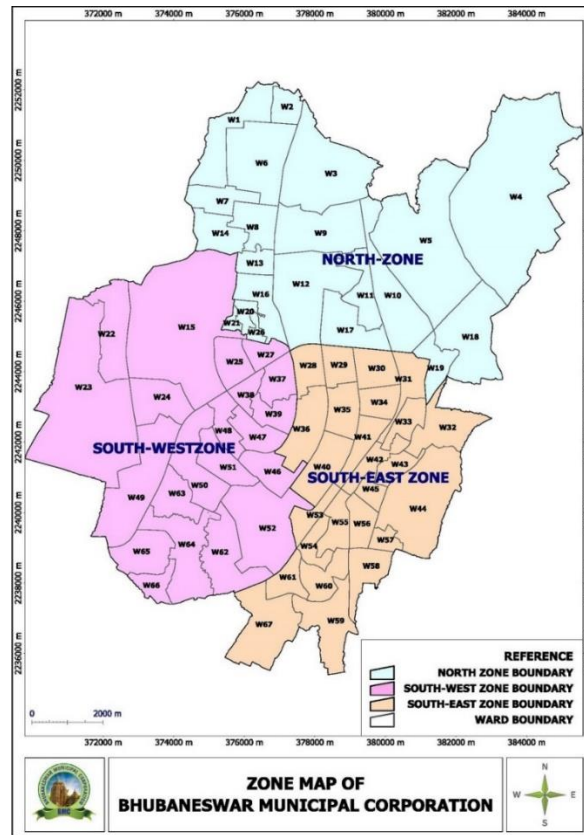 372000 m 374000 m 376000 m 378000 m 380000 m 382000 m 384000 m
2252000 E
2250000 E
2248000 E
2246000 E
2244000 E
2242000 E
2240000 E
2238000 E
2236000 E
W2
W1
W6
W3
W4
W7
W14
W8
W9
W5
NORTH-ZONE
W13
W12
W16
W11
W10
W20
W21
W26
W17
W18
W19
W22
W15
W23
W25
W27
W28
W29
W30
W31
W37
W24
W38
W39
W35
W34
W33
W32
W36
W48
W47
W41
SOUTH-WESTZONE
W51
W46
W40
W42
W43
SOUTH-EAST ZONE
W49
W63
W50
W45
W44
W52
W53
W55
W56
W65
W64
W62
W54
W57
W58
W66
W61
W60
W67
W59
REFERENCE
NORTH ZONE BOUNDARY
SOUTH-WEST ZONE BOUNDARY
SOUTH-EAST ZONE BOUNDARY
WARD BOUNDARY
0 2000 m
372000 m 374000 m 376000 m 378000 m 380000 m 382000 m 384000 m
BHUBANESWAR MUNICIPAL CORPORATION
BMC
ZONE MAP OF
BHUBANESWAR MUNICIPAL CORPORATION
N
W E
S